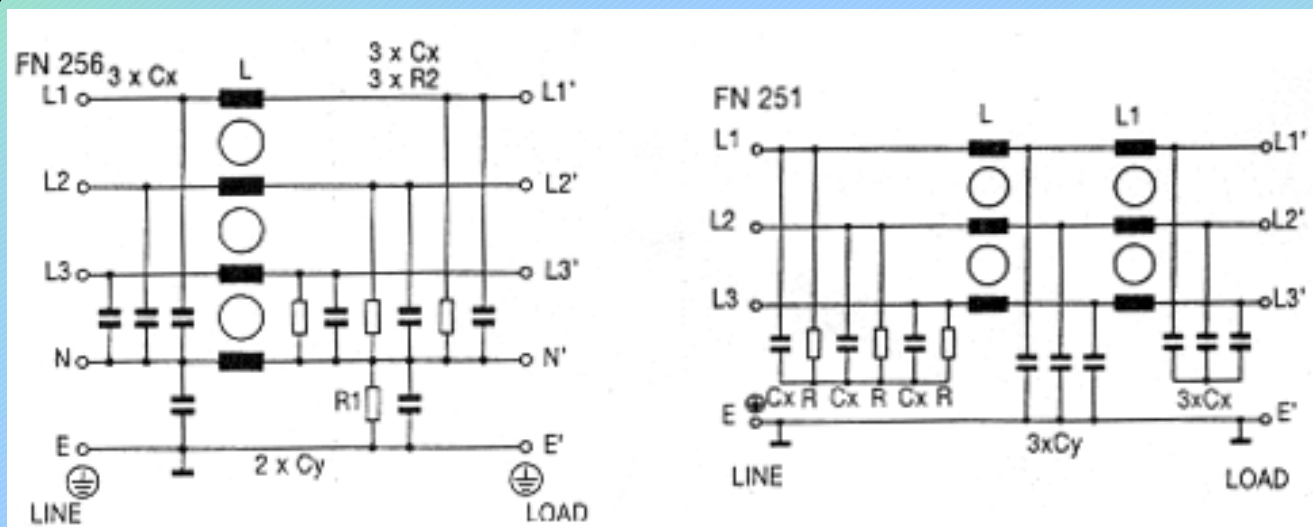 FN 256
3 x Cx
L
3 x Cx
3 x R2
L1
L1'
L2
L2'
L3
L3'
N
N'
R1
E
E'
2 x Cy
LINE
LOAD
FN 251
L
L1
L1
L1'
L2
L2'
L3
L3'
Cx R Cx R Cx R
3xCx
E
E'
3xCy
LINE
LOAD